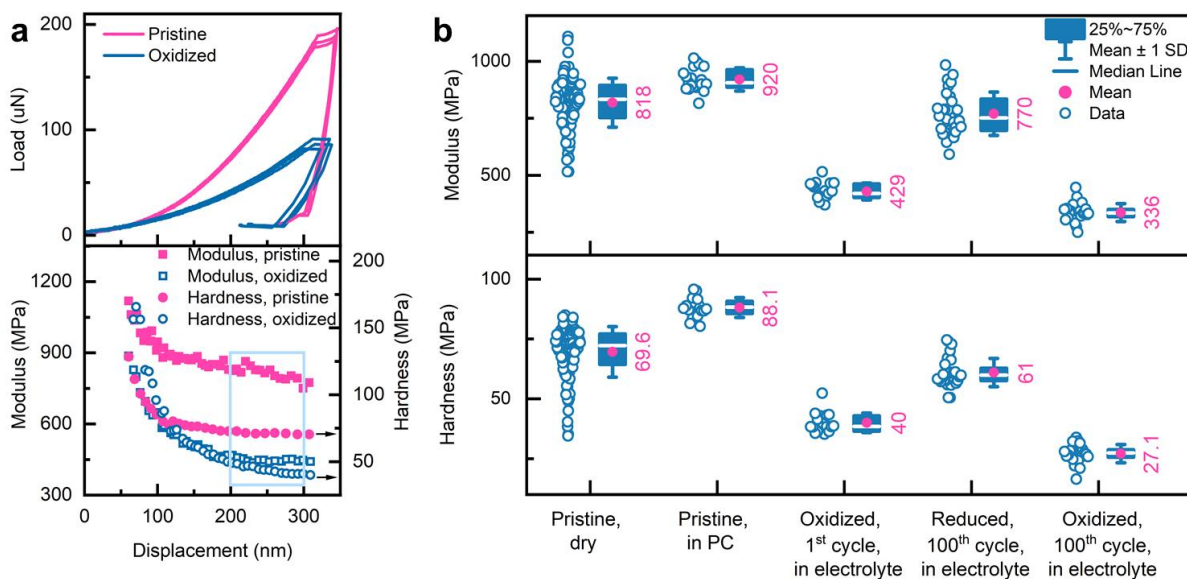 a
Pristine
Oxidized
200
100
0
Load (uN)
Modulus, pristine
Modulus, oxidized
Hardness, pristine
Hardness, oxidized
1200
900
600
300
Modulus (MPa)
200
150
100
50
Hardness (MPa)
0
100
200
300
Displacement (nm)
b
25%~75%
Mean ± 1 SD
Median Line
Mean
Data
1000
500
Modulus (MPa)
818
920
429
770
336
100
50
Hardness (MPa)
69.6
88.1
40
61
27.1
Pristine,
dry
Pristine,
in PC
Oxidized,
1st cycle,
in electrolyte
Reduced,
100th cycle,
in electrolyte
Oxidized,
100th cycle,
in electrolyte